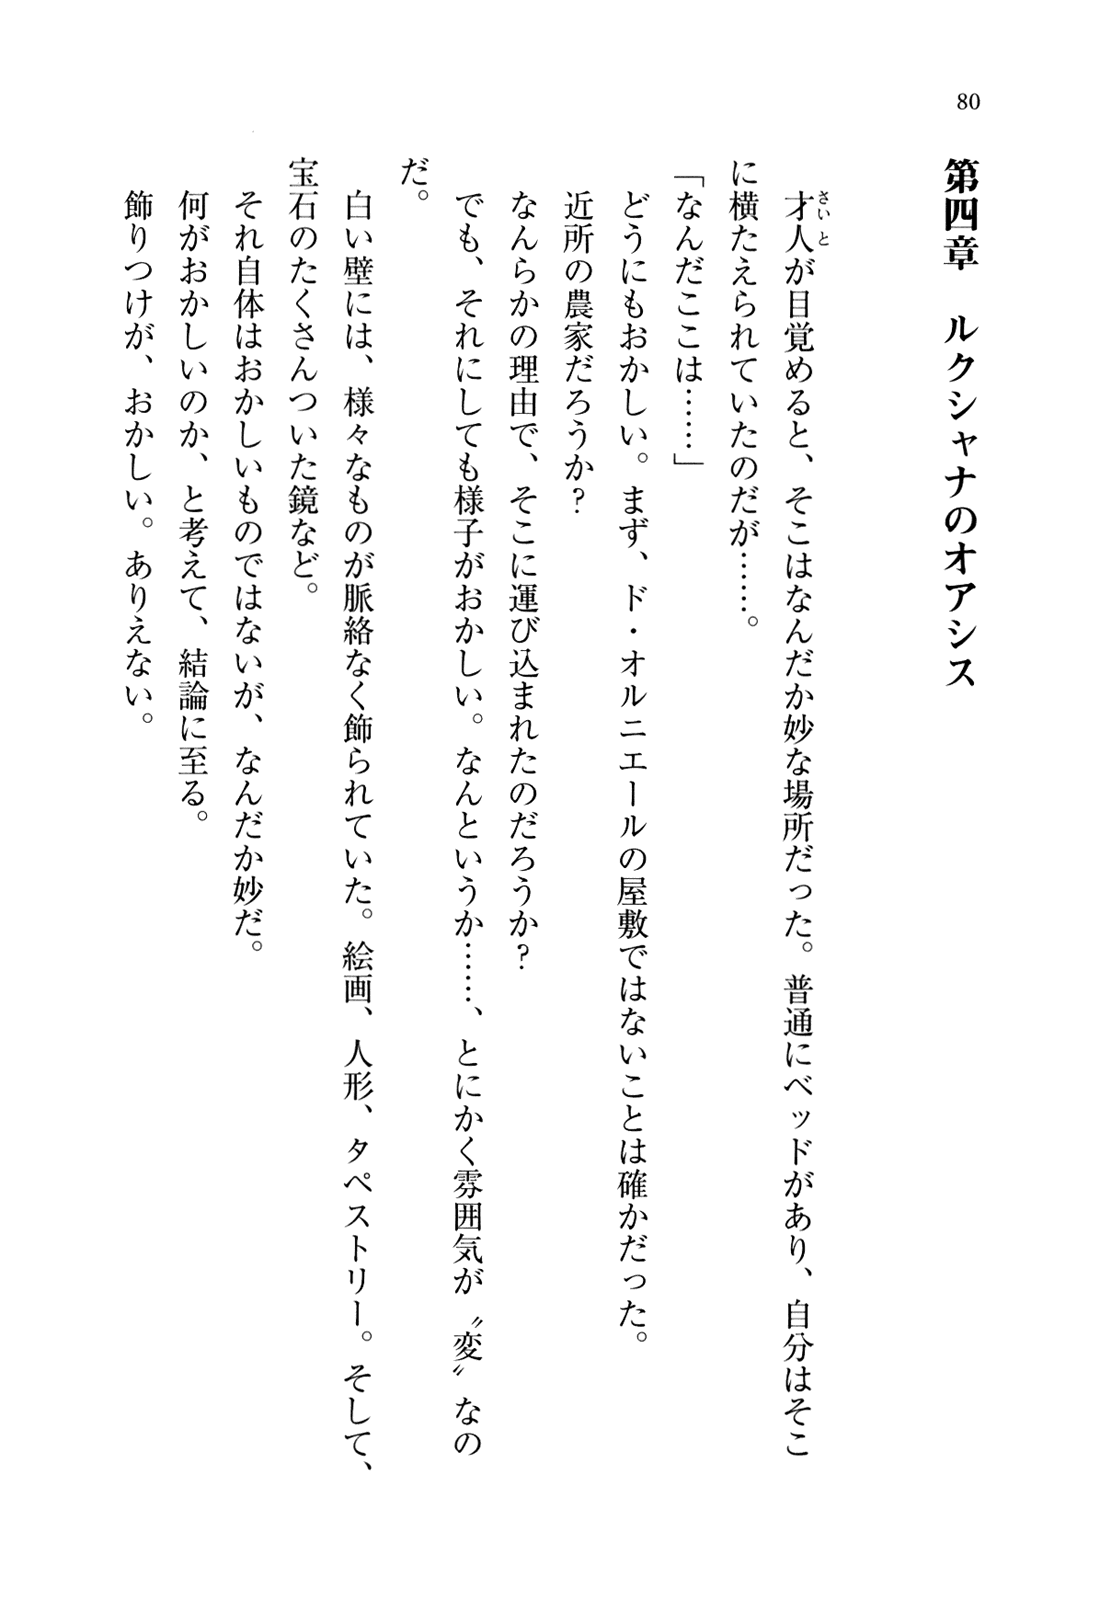 80
第四章　ルクシャナのオアシス
才人が目覚めると、そこはなんだか妙な場所だった。普通にベッドがあり、自分はそこ
に横たえられていたのだが……。
「なんだここは……」
どうにもおかしい。まず、ド・オルニエールの屋敷ではないことは確かだった。
近所の農家だろうか？
なんらかの理由で、そこに運び込まれたのだろうか？
でも、それにしても様子がおかしい。なんというか……、とにかく雰囲気が〝変〟なの
だ。
白い壁には、様々なものが脈絡なく飾られていた。絵画、人形、タペストリー。そして、
宝石のたくさんついた鏡など。
それ自体はおかしいものではないが、なんだか妙だ。
何がおかしいのか、と考えて、結論に至る。
飾りつけが、おかしい。ありえない。